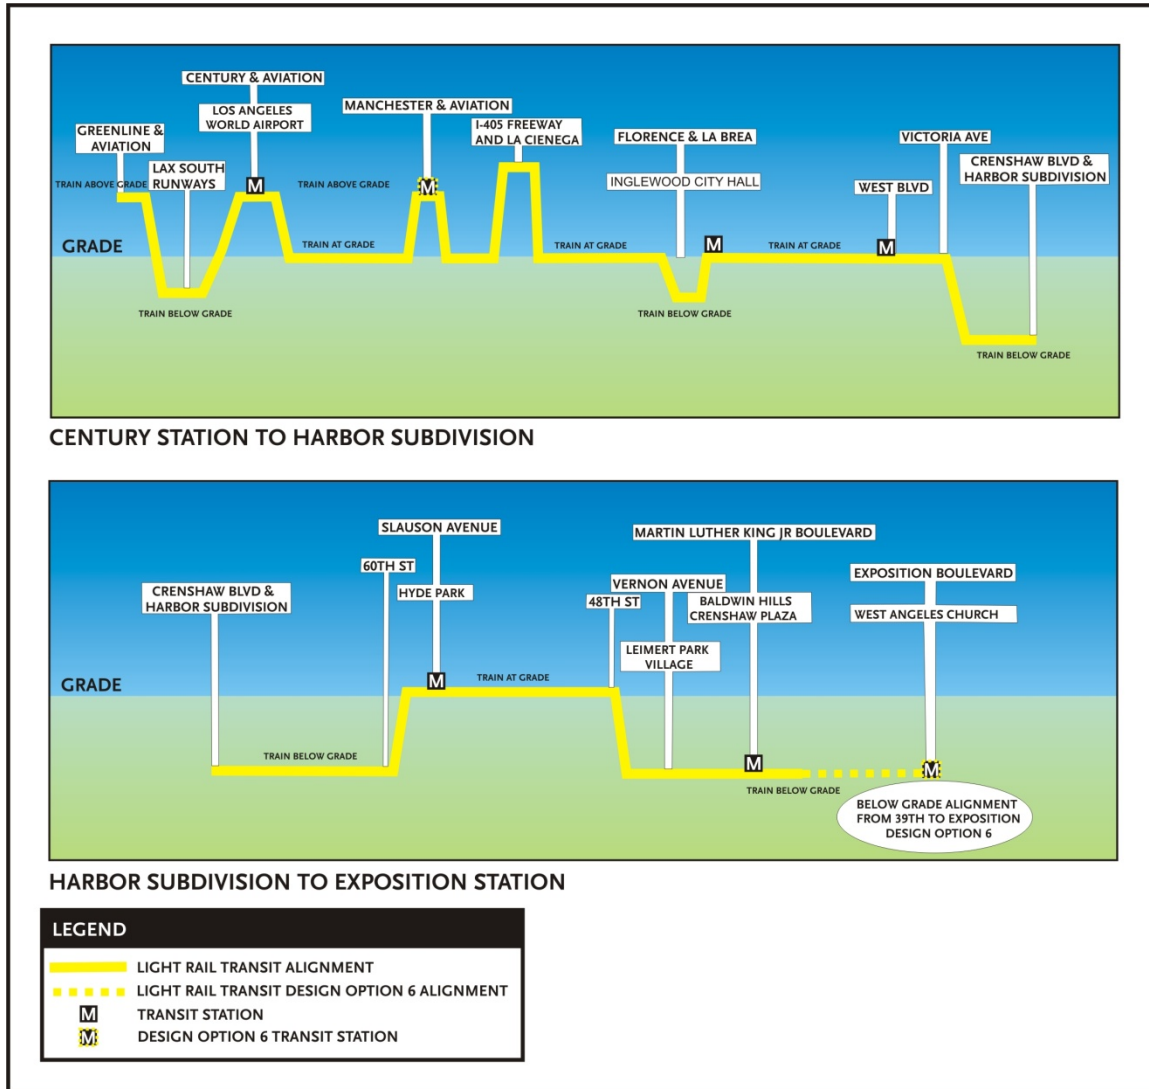 CENTURY & AVIATION
LOS ANGELES
WORLD AIRPORT
MANCHESTER & AVIATION
I-405 FREEWAY
AND LA CIENEGA
GREENLINE &
AVIATION
FLORENCE & LA BREA
VICTORIA AVE
LAX SOUTH
RUNWAYS
CRENSHAW BLVD &
HARBOR SUBDIVISION
INGLEWOOD CITY HALL
WEST BLVD
TRAIN ABOVE GRADE
M
TRAIN ABOVE GRADE
M
GRADE
TRAIN AT GRADE
TRAIN AT GRADE
M
TRAIN AT GRADE
M
TRAIN BELOW GRADE
TRAIN BELOW GRADE
TRAIN BELOW GRADE
CENTURY STATION TO HARBOR SUBDIVISION
SLAUSON AVENUE
MARTIN LUTHER KING JR BOULEVARD
60TH ST
EXPOSITION BOULEVARD
CRENSHAW BLVD &
HARBOR SUBDIVISION
HYDE PARK
VERNON AVENUE
48TH ST
BALDWIN HILLS
CRENSHAW PLAZA
WEST ANGELES CHURCH
LEIMERT PARK
VILLAGE
GRADE
M
TRAIN AT GRADE
TRAIN BELOW GRADE
M
M
TRAIN BELOW GRADE
BELOW GRADE ALIGNMENT
FROM 39TH TO EXPOSITION
DESIGN OPTION 6
HARBOR SUBDIVISION TO EXPOSITION STATION
LEGEND
LIGHT RAIL TRANSIT ALIGNMENT
LIGHT RAIL TRANSIT DESIGN OPTION 6 ALIGNMENT
M TRANSIT STATION
M DESIGN OPTION 6 TRANSIT STATION